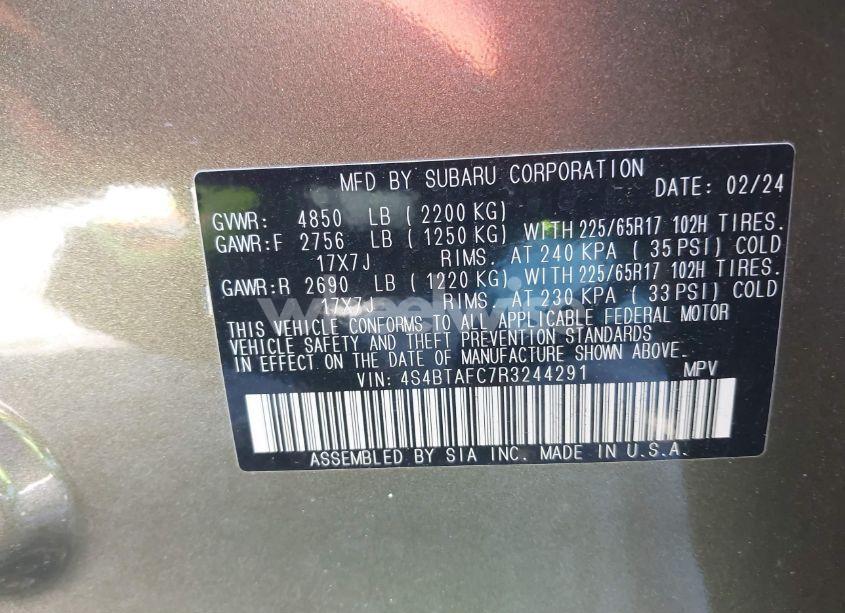 MFD BY SUBARU CORPORATION DATE: 02/24
GVWR: 4850 LB ( 2200 KG)
GAWR:F 2756 LB ( 1250 KG) WITH 225/65R17 102H TIRES.
17X7J RIMS. AT 240 KPA ( 35 PSI) COLD
GAWR:R 2690 LB ( 1220 KG) WITH 225/65R17 102H TIRES.
17X7J RIMS. AT 230 KPA ( 33 PSI) COLD
THIS VEHICLE CONFORMS TO ALL APPLICABLE FEDERAL MOTOR
VEHICLE SAFETY AND THEFT PREVENTION STANDARDS
IN EFFECT ON THE DATE OF MANUFACTURE SHOWN ABOVE.
VIN: 4S4BTAFC7R3244291 MPV
ASSEMBLED BY SIA INC. MADE IN U.S.A.